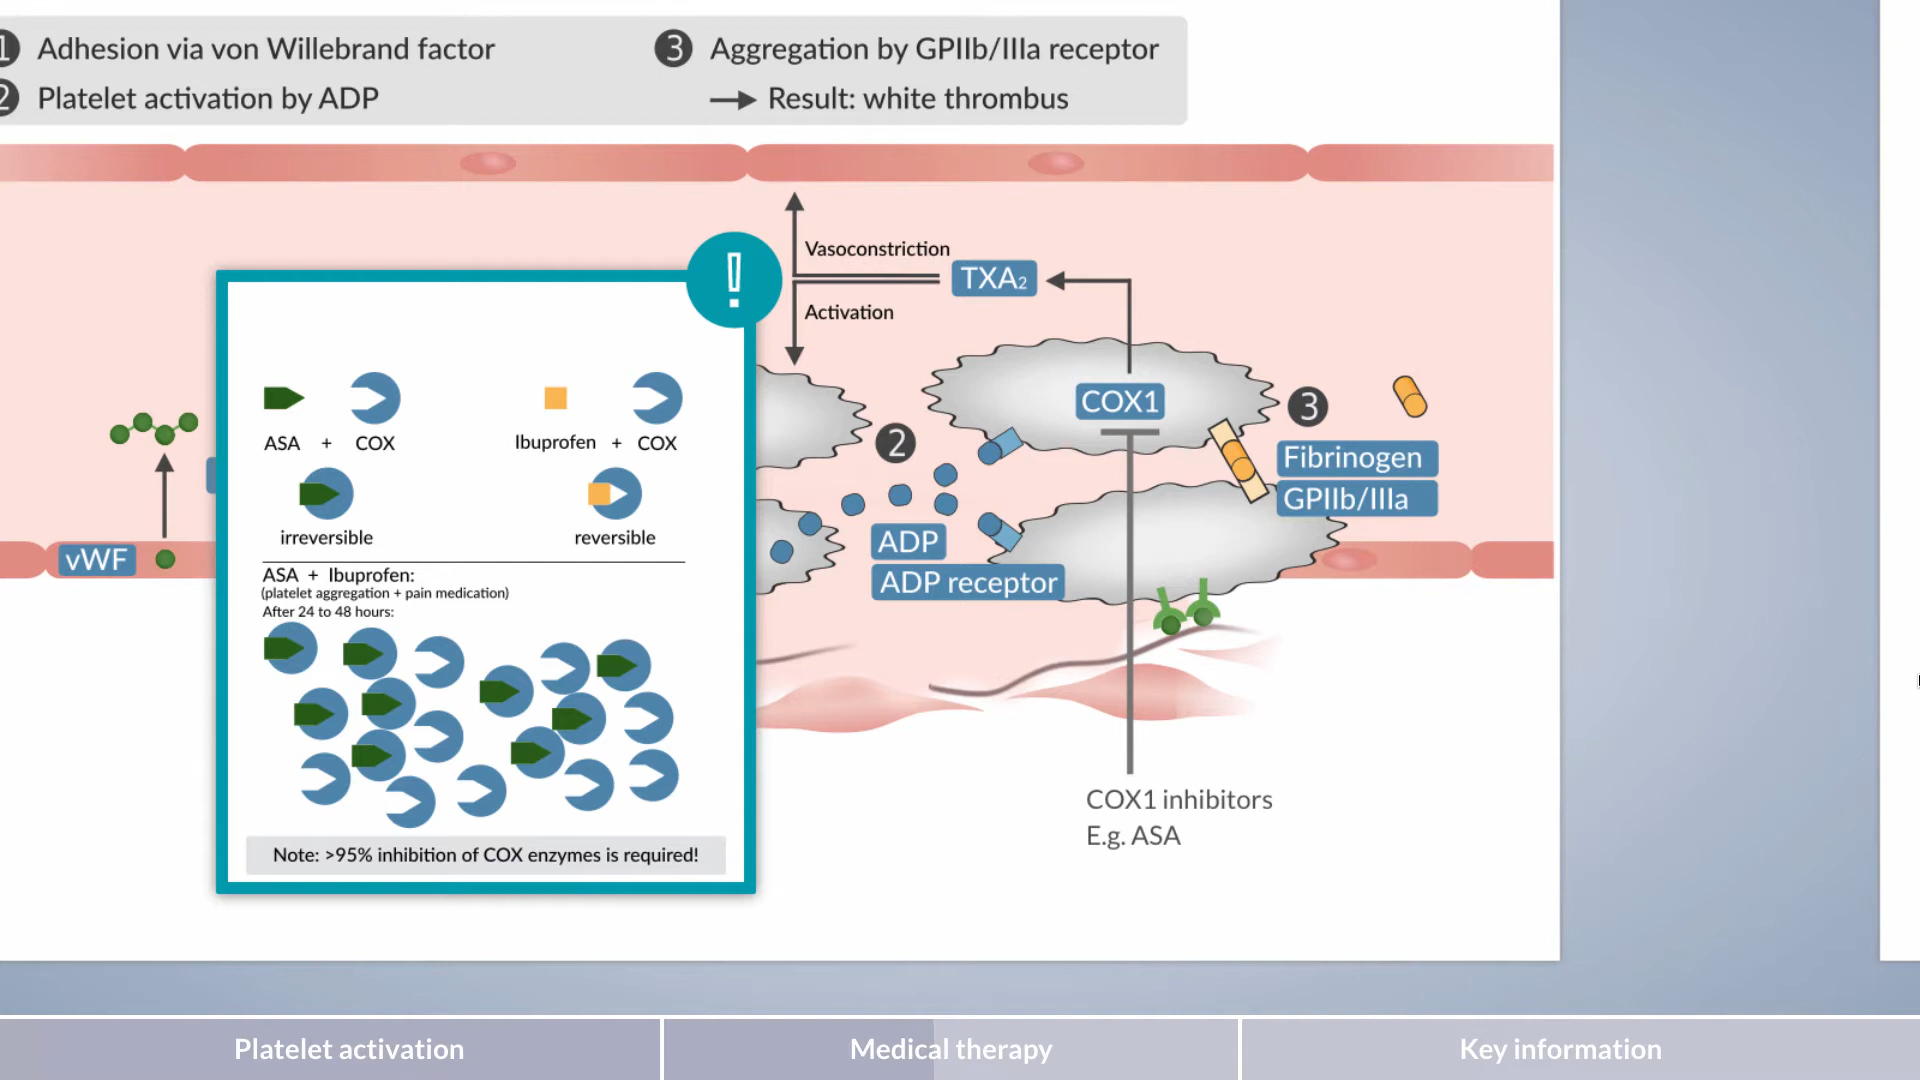 1 Adhesion via von Willebrand factor
2 Platelet activation by ADP
3 Aggregation by GPIIb/IIIa receptor
→ Result: white thrombus
Vasoconstriction
TXA2
Activation
!
COX1
3
2
Fibrinogen
GPIIb/IIIa
ADP
ADP receptor
vWF
ASA + COX
Ibuprofen + COX
irreversible
reversible
ASA + Ibuprofen:
(platelet aggregation + pain medication)
After 24 to 48 hours:
Note: >95% inhibition of COX enzymes is required!
COX1 inhibitors
E.g. ASA
Platelet activation
Medical therapy
Key information